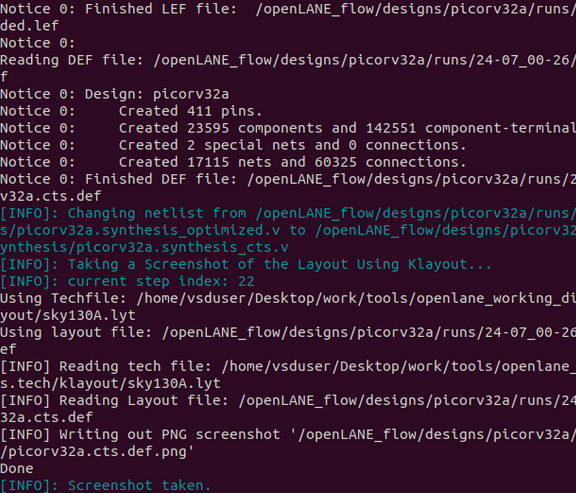 Notice 0: Finished LEF file:  /openLANE_flow/designs/picorv32a/runs/
ded.lef
Notice 0:
Reading DEF file: /openLANE_flow/designs/picorv32a/runs/24-07_00-26/
f
Notice 0: Design: picorv32a
Notice 0:     Created 411 pins.
Notice 0:     Created 23595 components and 142551 component-terminal
Notice 0:     Created 2 special nets and 0 connections.
Notice 0:     Created 17115 nets and 60325 connections.
Notice 0: Finished DEF file: /openLANE_flow/designs/picorv32a/runs/2
v32a.cts.def
[INFO]: Changing netlist from /openLANE_flow/designs/picorv32a/runs/
s/picorv32a.synthesis_optimized.v to /openLANE_flow/designs/picorv32
ynthesis/picorv32a.synthesis_cts.v
[INFO]: Taking a Screenshot of the Layout Using Klayout...
[INFO]: current step index: 22
Using Techfile: /home/vsduser/Desktop/work/tools/openlane_working_di
yout/sky130A.lyt
Using layout file: /openLANE_flow/designs/picorv32a/runs/24-07_00-26
ef
[INFO] Reading tech file: /home/vsduser/Desktop/work/tools/openlane_
s.tech/klayout/sky130A.lyt
[INFO] Reading Layout file: /openLANE_flow/designs/picorv32a/runs/24
32a.cts.def
[INFO] Writing out PNG screenshot '/openLANE_flow/designs/picorv32a/
/picorv32a.cts.def.png'
Done
[INFO]: Screenshot taken.